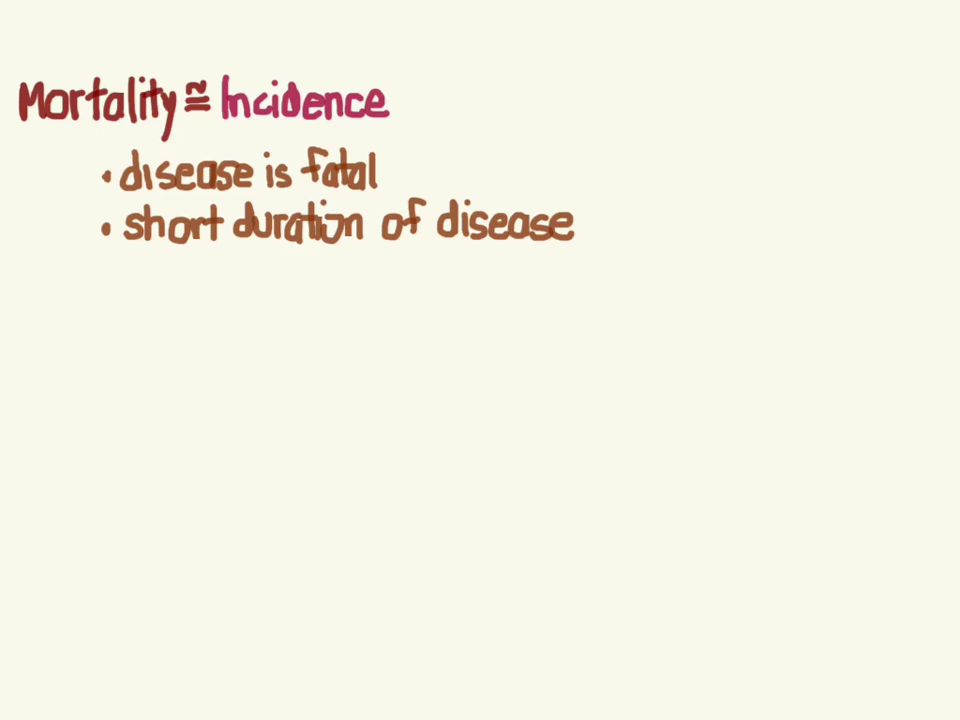 Mortality ≅ Incidence
• disease is fatal
• short duration of disease